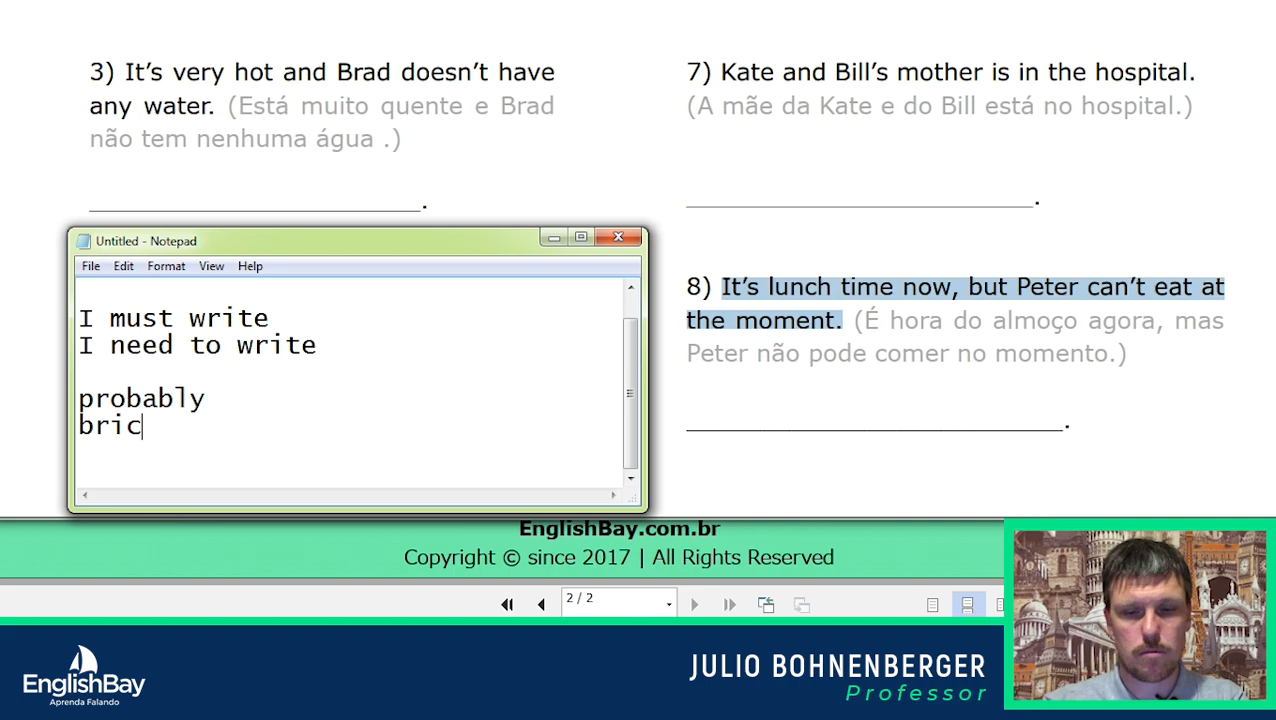 3) It's very hot and Brad doesn't have
any water. (Está muito quente e Brad
não tem nenhuma água .)
____________________________.
7) Kate and Bill's mother is in the hospital.
(A mãe da Kate e do Bill está no hospital.)
____________________________.
8) It's lunch time now, but Peter can't eat at
the moment. (É hora do almoço agora, mas
Peter não pode comer no momento.)
______________________________.
Untitled - Notepad
File Edit Format View Help
I must write
I need to write
probably
bric
EnglishBay.com.br
Copyright © since 2017 | All Rights Reserved
2 / 2
EnglishBay
Aprenda Falando
JULIO BOHNENBERGER
Professor